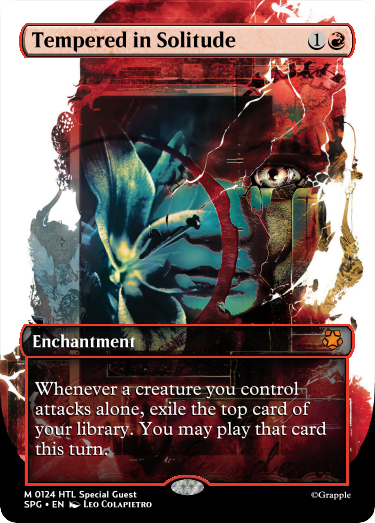 Tempered in Solitude 1
Enchantment
Whenever a creature you control
attacks alone, exile the top card of
your library. You may play that card
this turn.
M 0124 HTL Special Guest
SPG • EN Leo Colapietro
©Grapple